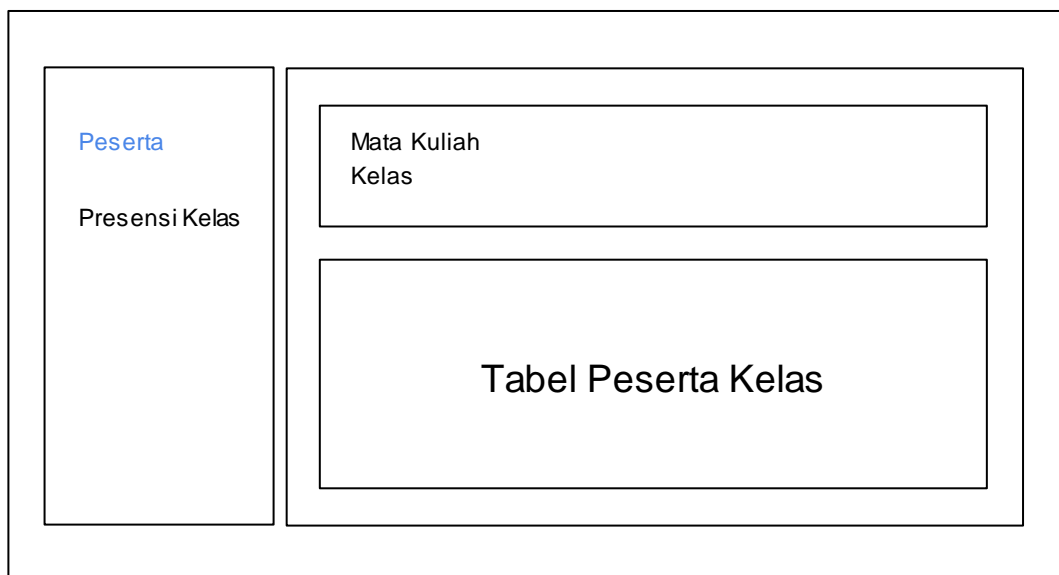 Peserta
Presensi Kelas
Mata Kuliah
Kelas
Tabel Peserta Kelas